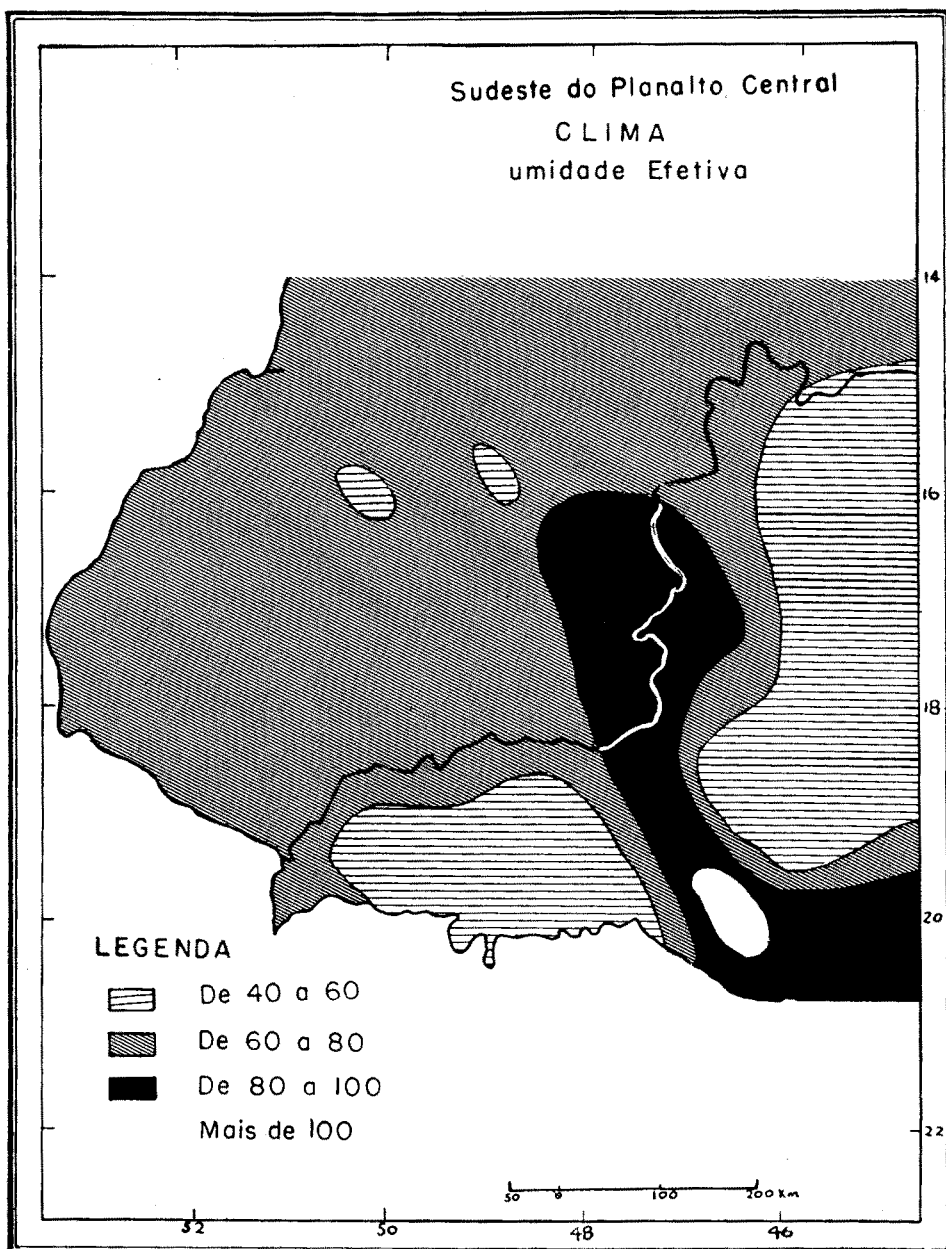 Sudeste do Planalto Central
CLIMA
umidade Efetiva
14
16
18
20
22
LEGENDA
De 40 a 60
De 60 a 80
De 80 a 100
Mais de 100
50 0 100 200 Km
52 50 48 46